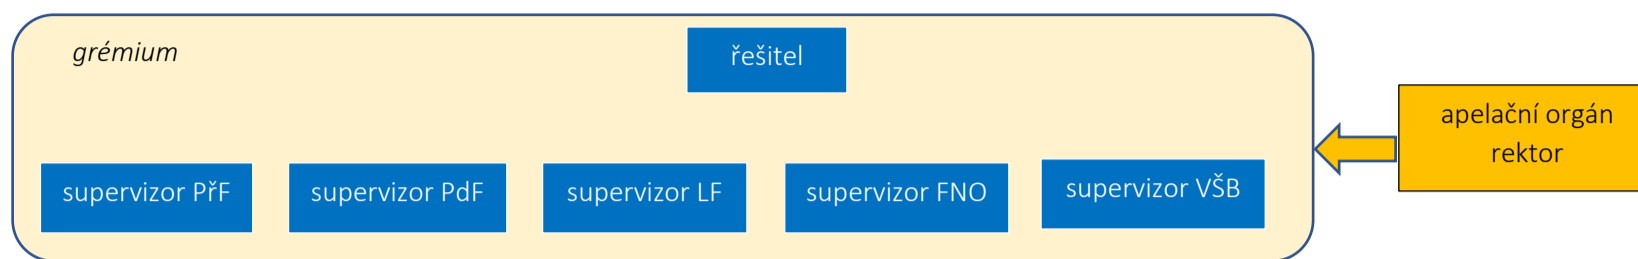 grémium
řešitel
apelační orgán
rektor
supervizor PřF
supervizor PdF
supervizor LF
supervizor FNO
supervizor VŠB